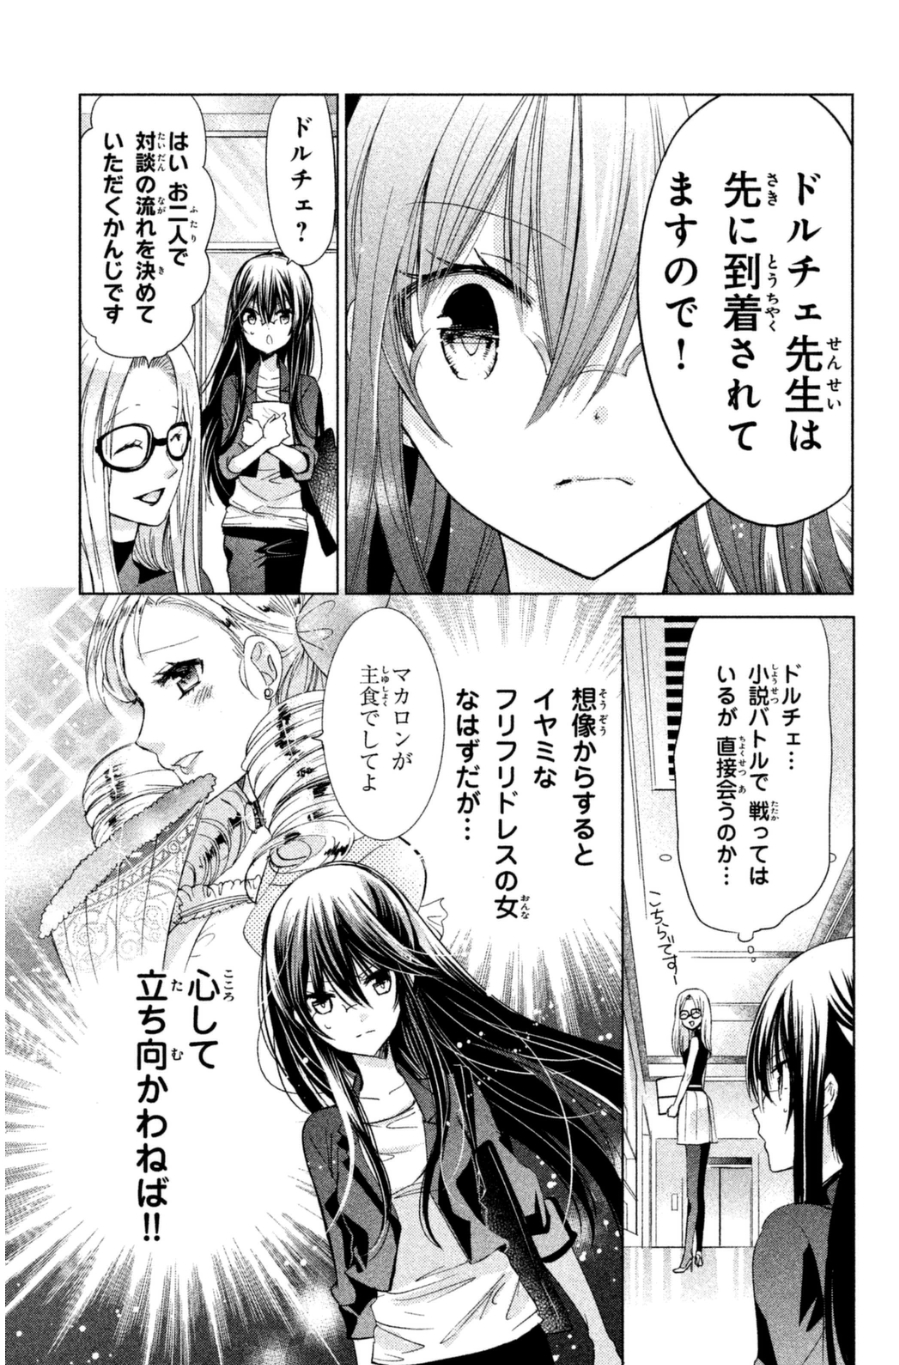 ドルチェ先生は
先に到着されて
ますので!
ドルチェ?
はい お二人で
対談の流れを決めて
いただくかんじです
ドルチェ…
小説バトルで 戦っては
いるが 直接会うのか…
こちらでーす
想像からすると
イヤミな
フリフリドレスの女
なはずだが…
マカロンが
主食でしてよ
心して
立ち向かわねば!!